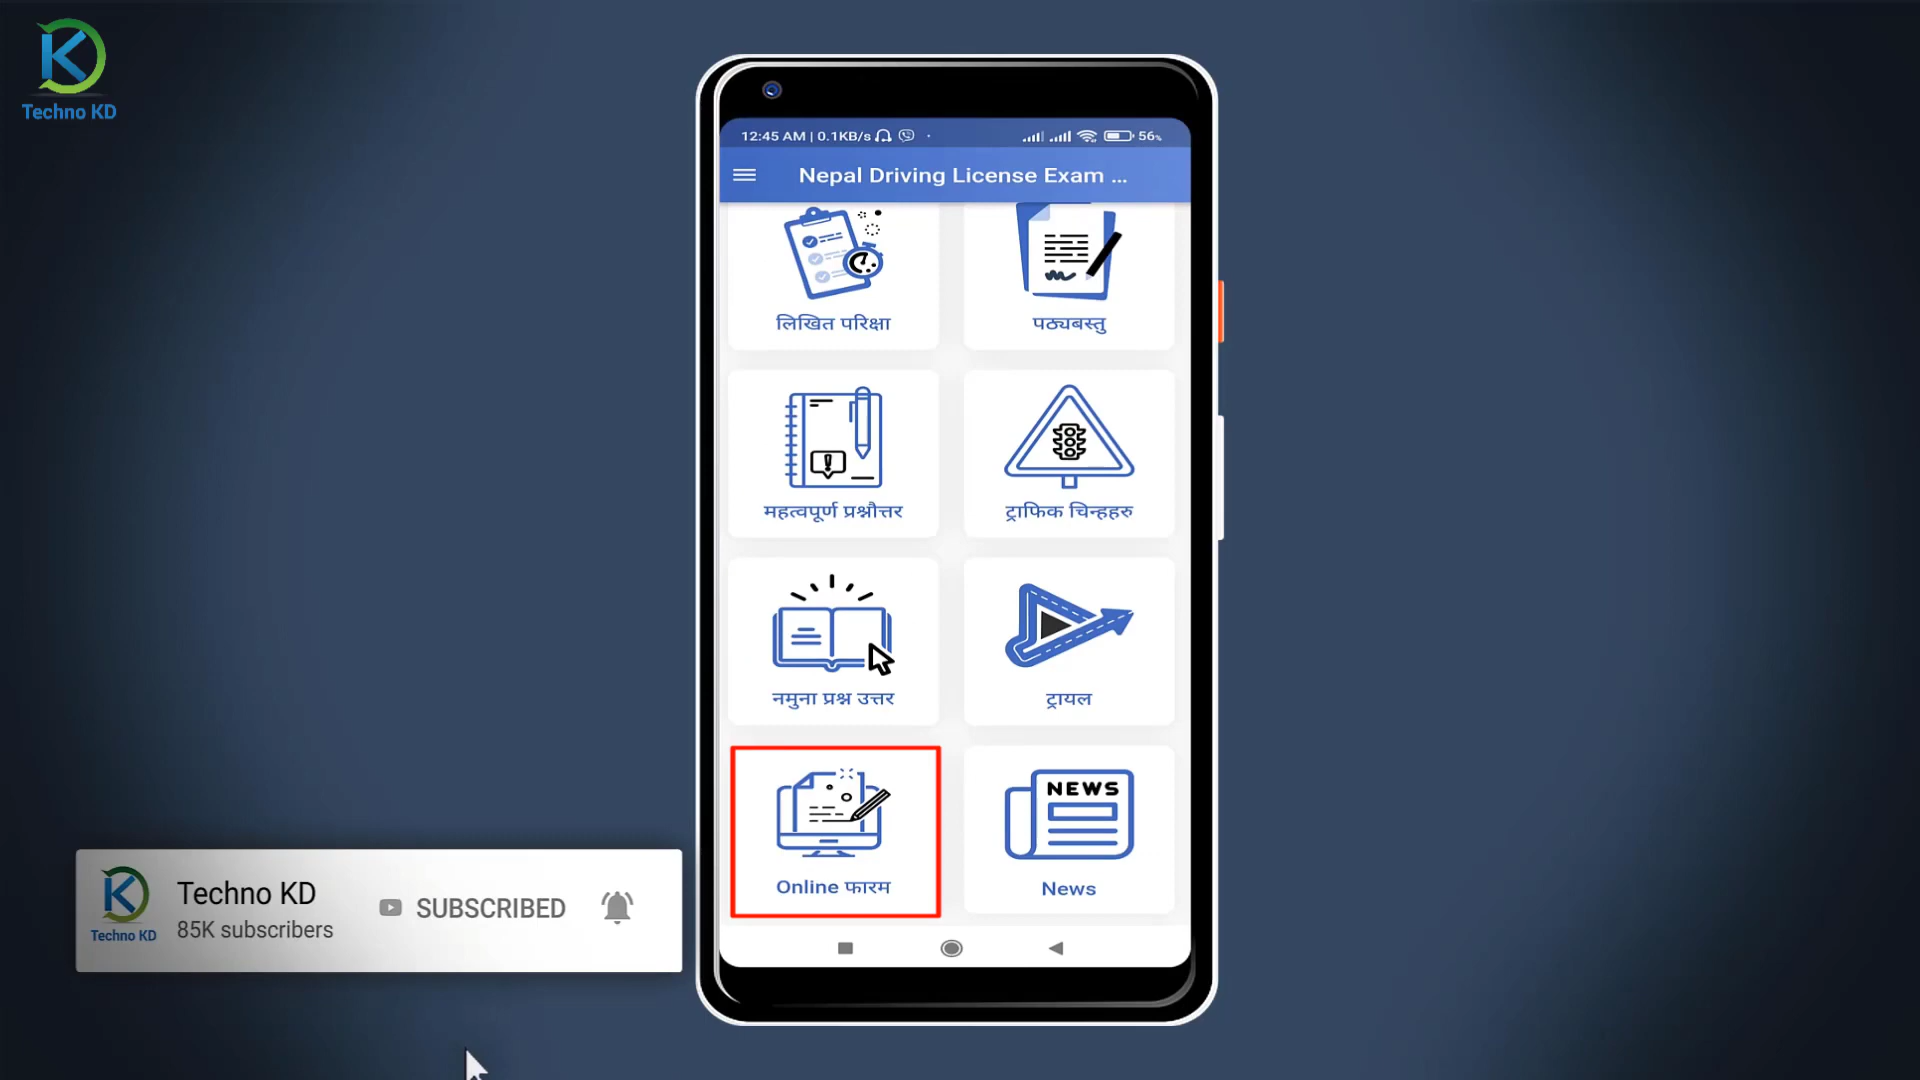 Techno KD
12:45 AM | 0.1KB/s
56%
Nepal Driving License Exam ...
लिखित परिक्षा
पठ्यबस्तु
महत्वपूर्ण प्रश्नौत्तर
ट्राफिक चिन्हहरु
नमुना प्रश्न उत्तर
ट्रायल
NEWS
Online फारम
News
Techno KD
Techno KD
85K subscribers
SUBSCRIBED